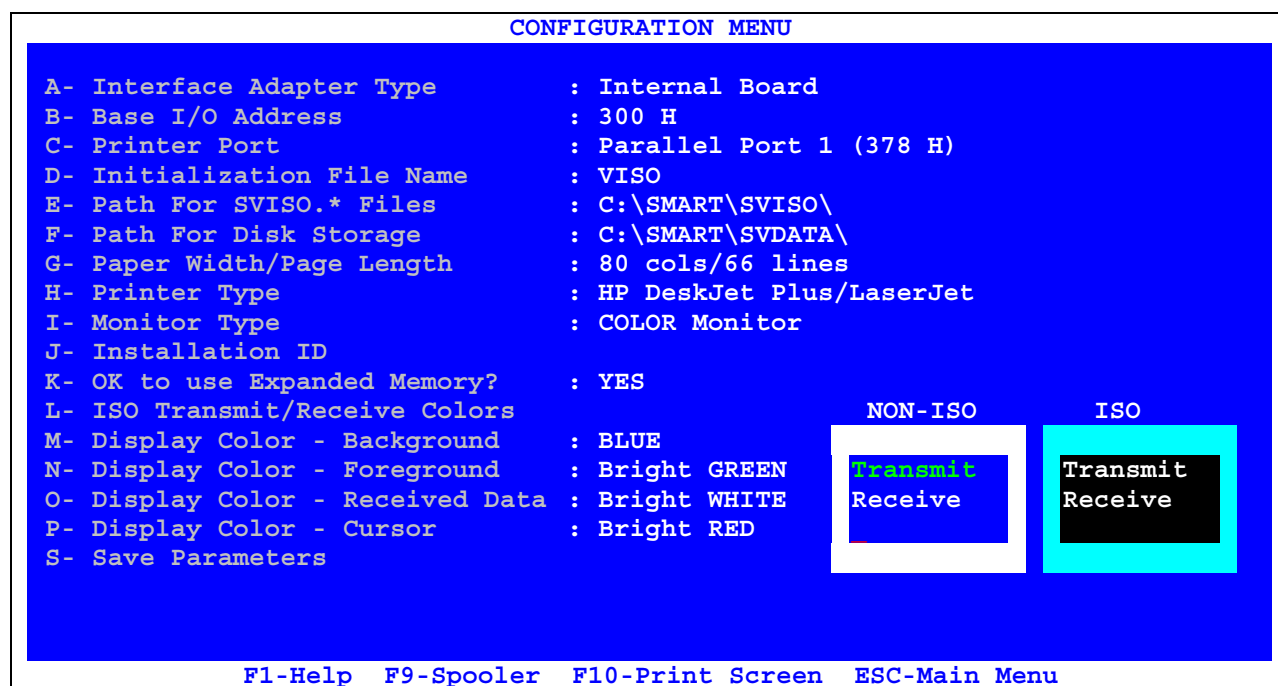 CONFIGURATION MENU
A- Interface Adapter Type : Internal Board
B- Base I/O Address : 300 H
C- Printer Port : Parallel Port 1 (378 H)
D- Initialization File Name : VISO
E- Path For SVISO.* Files : C:\SMART\SVISO\
F- Path For Disk Storage : C:\SMART\SVDATA\
G- Paper Width/Page Length : 80 cols/66 lines
H- Printer Type : HP DeskJet Plus/LaserJet
I- Monitor Type : COLOR Monitor
J- Installation ID
K- OK to use Expanded Memory? : YES
L- ISO Transmit/Receive Colors NON-ISO ISO
M- Display Color - Background : BLUE
N- Display Color - Foreground : Bright GREEN Transmit Transmit
O- Display Color - Received Data : Bright WHITE Receive Receive
P- Display Color - Cursor : Bright RED
S- Save Parameters
F1-Help F9-Spooler F10-Print Screen ESC-Main Menu